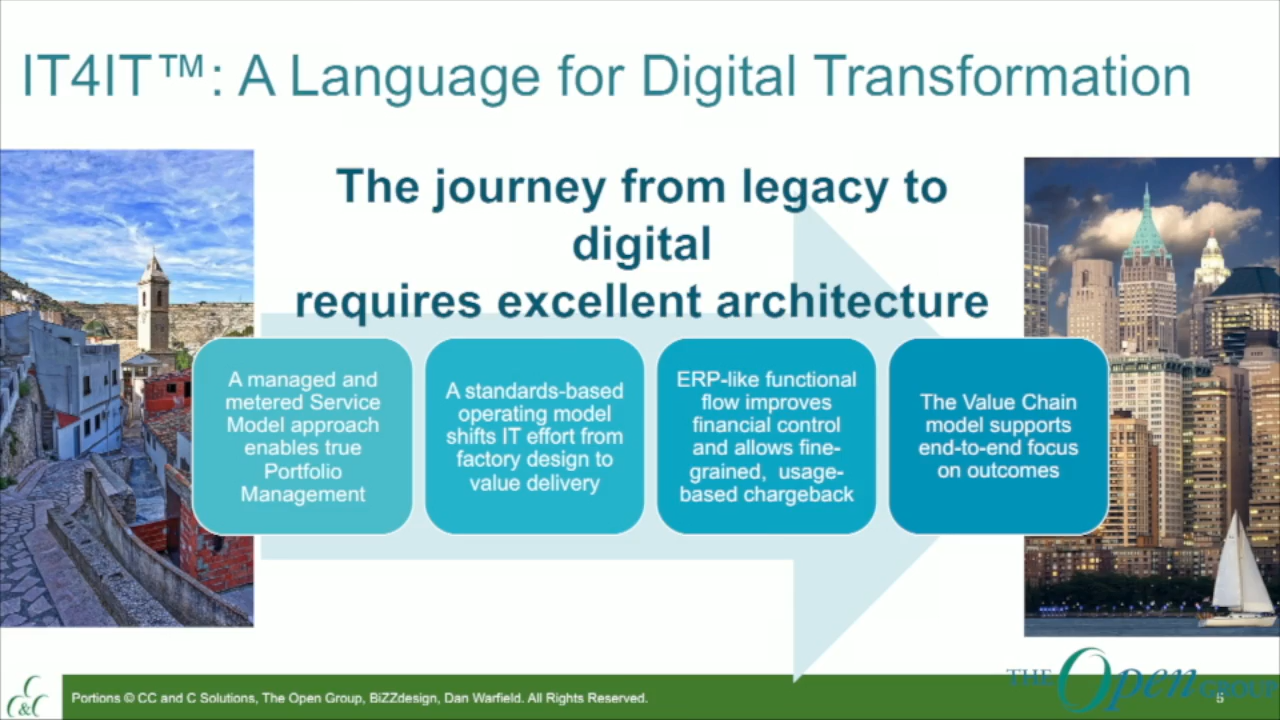 IT4IT™: A Language for Digital Transformation
The journey from legacy to
digital
requires excellent architecture
A managed and
metered Service
Model approach
enables true
Portfolio
Management
A standards-based
operating model
shifts IT effort from
factory design to
value delivery
ERP-like functional
flow improves
financial control
and allows fine-
grained, usage-
based chargeback
The Value Chain
model supports
end-to-end focus
on outcomes
C
C&C
Portions © CC and C Solutions, The Open Group, BiZZdesign, Dan Warfield. All Rights Reserved.
THE Open GROUP
6